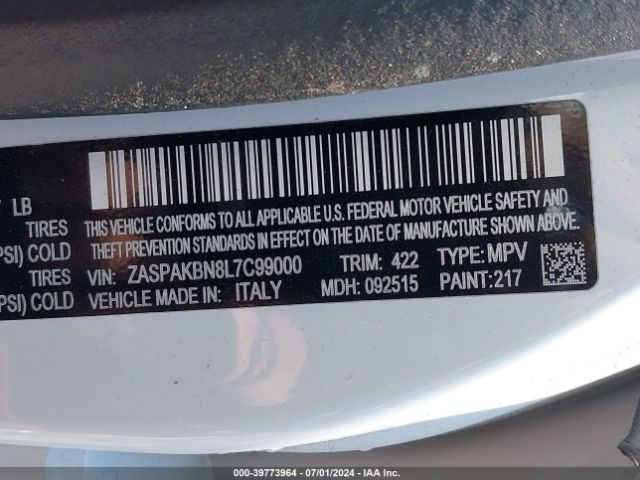 LB
TIRES
PSI) COLD
TIRES
PSI) COLD
THIS VEHICLE CONFORMS TO ALL APPLICABLE U.S. FEDERAL MOTOR VEHICLE SAFETY AND
THEFT PREVENTION STANDARDS IN EFFECT ON THE DATE OF MANUFACTURE SHOWN ABOVE.
VIN: ZASPAKBN8L7C99000 TRIM: 422 TYPE: MPV
VEHICLE MADE IN: ITALY MDH: 092515 PAINT: 217
000-39773964 | 07/01/2024 | IAA Inc.